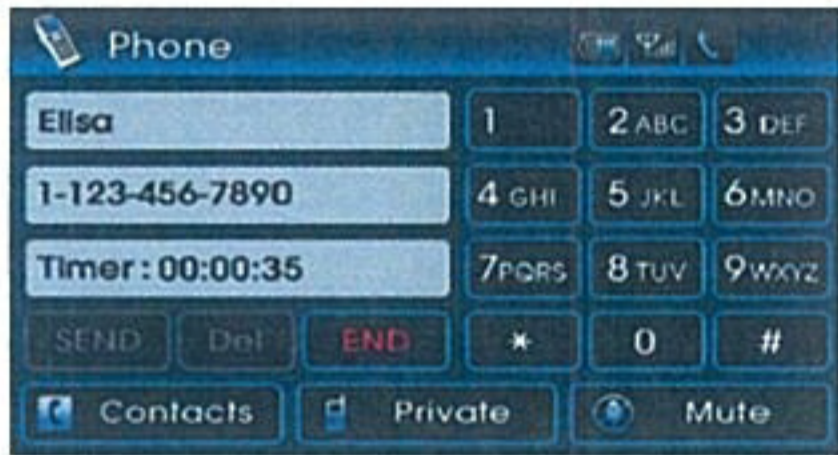 Phone
Elisa
1-123-456-7890
Timer : 00:00:35
1 2 ABC 3 DEF
4 GHI 5 JKL 6 MNO
7 PQRS 8 TUV 9 WXYZ
* 0 #
SEND Del END
Contacts Private Mute